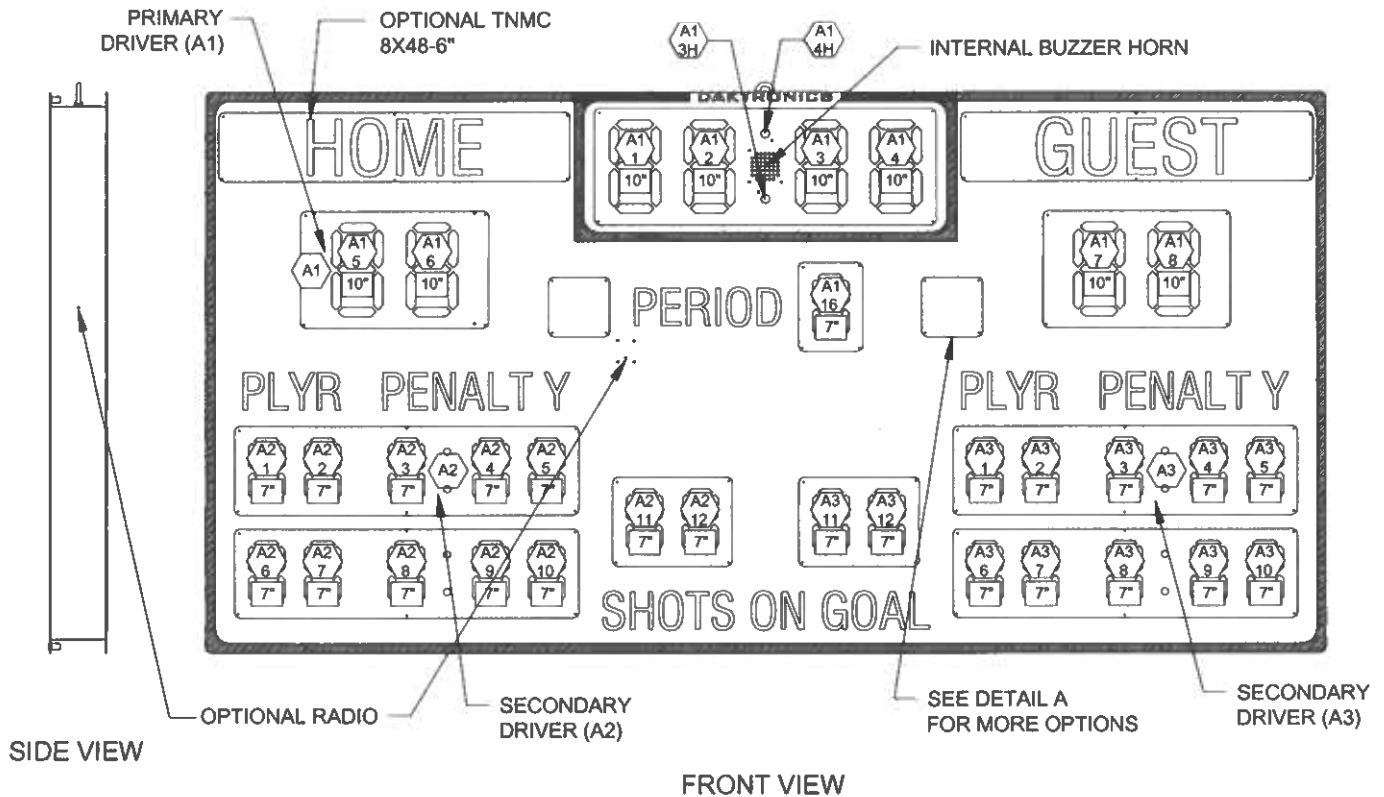 PRIMARY
DRIVER (A1)
OPTIONAL TNMC
8X48-6"
A1
3H
A1
4H
INTERNAL BUZZER HORN
DAKTRONICS
HOME
GUEST
A1 A1 A1 A1
1 2 3 4
10" 10" 10" 10"
A1
A1 A1
5 6
10" 10"
PERIOD
A1
16
7"
A1 A1
7 8
10" 10"
PLYR PENALTY
PLYR PENALTY
A2 A2 A2 A2 A2 A2
1 2 3 4 5
7" 7" 7" 7" 7"
A3 A3 A3 A3 A3 A3
1 2 3 4 5
7" 7" 7" 7" 7"
A2 A2
11 12
7" 7"
A3 A3
11 12
7" 7"
A2 A2 A2 A2 A2
6 7 8 9 10
7" 7" 7" 7" 7"
A3 A3 A3 A3 A3
6 7 8 9 10
7" 7" 7" 7" 7"
SHOTS ON GOAL
OPTIONAL RADIO
SECONDARY
DRIVER (A2)
SEE DETAIL A
FOR MORE OPTIONS
SECONDARY
DRIVER (A3)
SIDE VIEW
FRONT VIEW